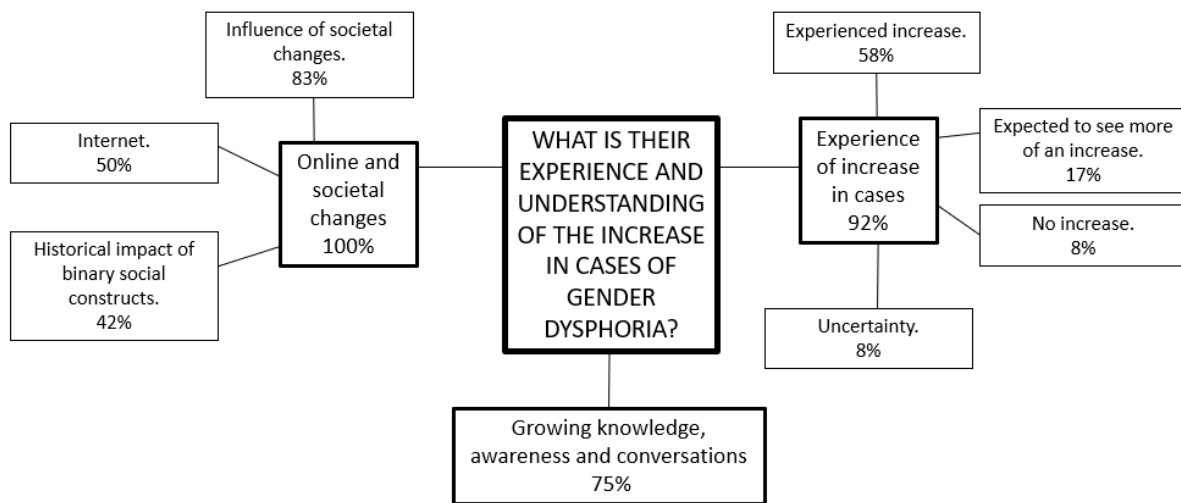 Influence of societal
changes.
83%
Internet.
50%
Historical impact of
binary social
constructs.
42%
Online and
societal
changes
100%
WHAT IS THEIR
EXPERIENCE AND
UNDERSTANDING
OF THE INCREASE
IN CASES OF
GENDER
DYSPHORIA?
Experienced increase.
58%
Experience
of increase
in cases
92%
Expected to see more
of an increase.
17%
No increase.
8%
Uncertainty.
8%
Growing knowledge,
awareness and conversations
75%